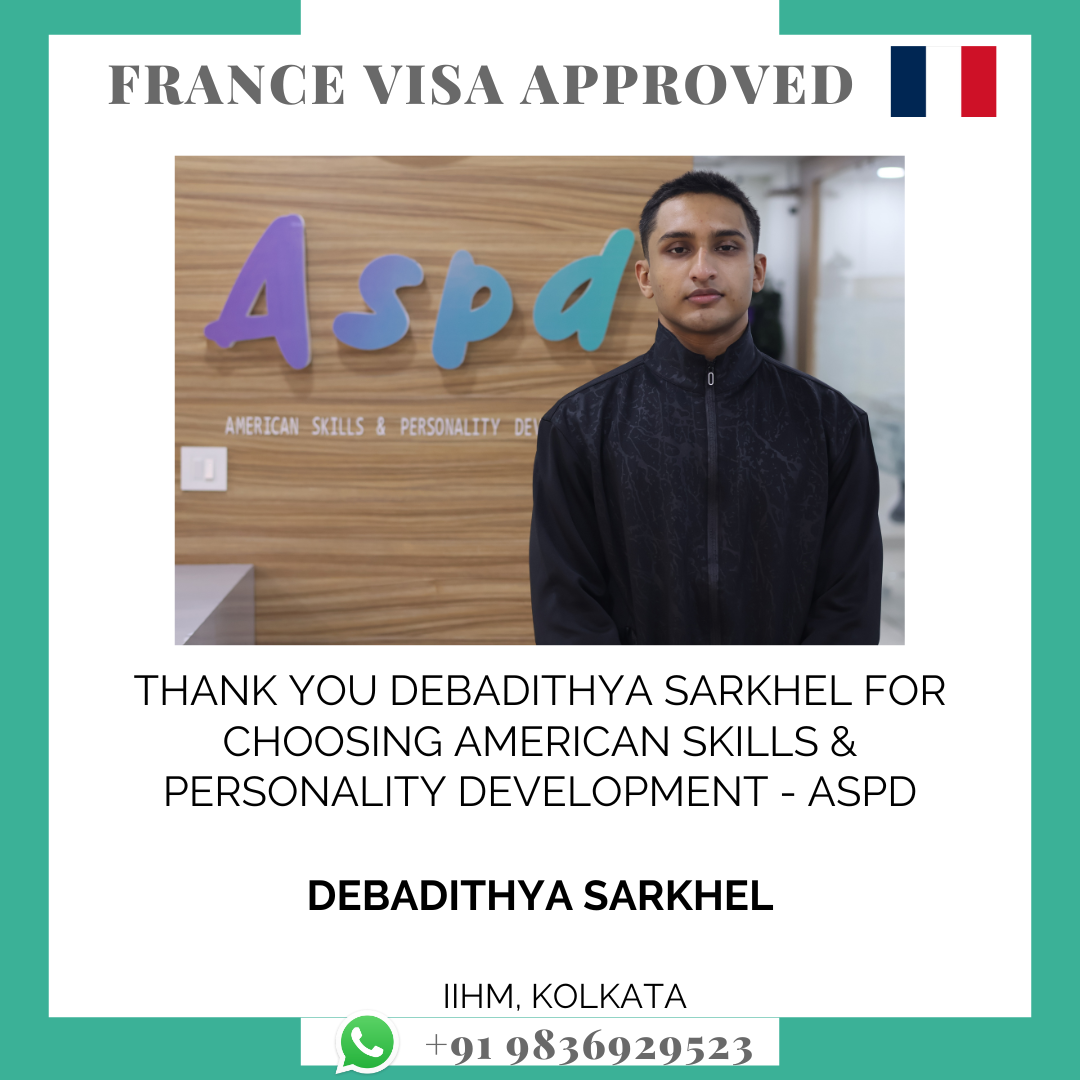 FRANCE VISA APPROVED
Aspd
AMERICAN SKILLS & PERSONALITY DEV
THANK YOU DEBADITHYA SARKHEL FOR
CHOOSING AMERICAN SKILLS &
PERSONALITY DEVELOPMENT - ASPD
DEBADITHYA SARKHEL
IIHM, KOLKATA
+91 9836929523